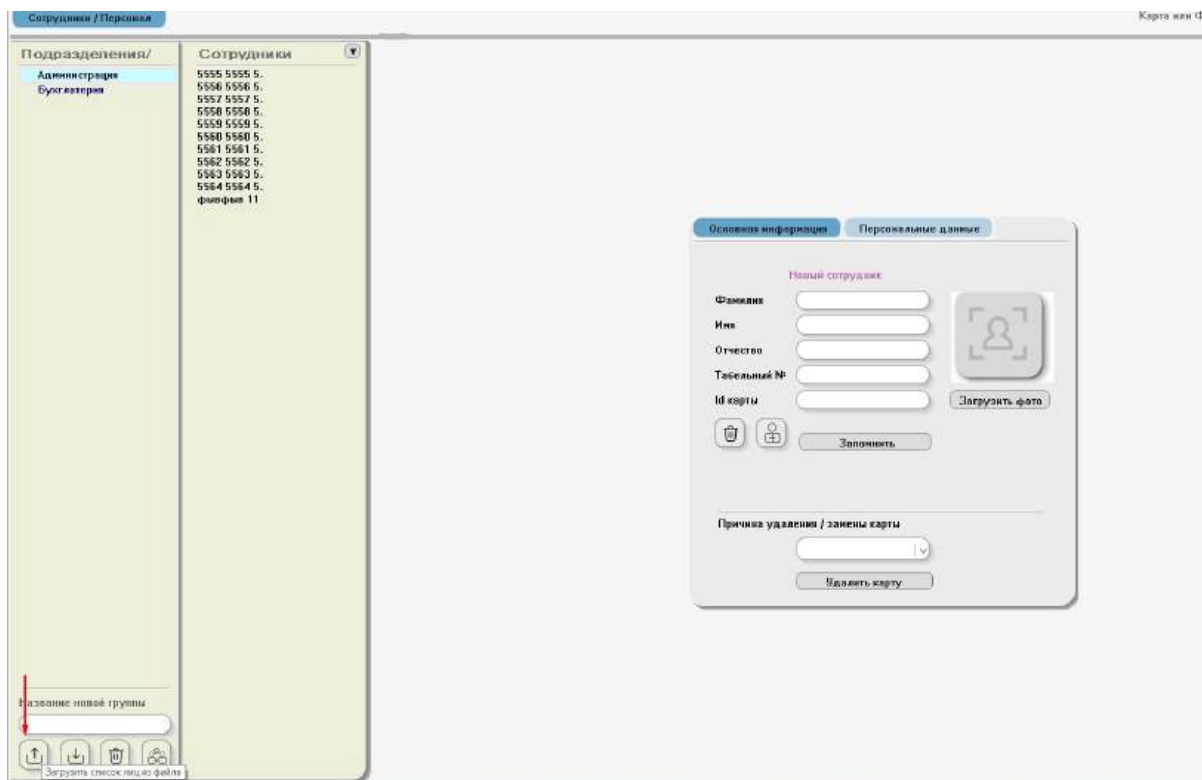 Сотрудники / Персонал
Карта или Ф
Подразделения/
Администрация
Бухгалтерия
Сотрудники
5555 5555 5.
5556 5556 5.
5557 5557 5.
5558 5558 5.
5559 5559 5.
5560 5560 5.
5561 5561 5.
5562 5562 5.
5563 5563 5.
5564 5564 5.
фывфыв 11
Основная информация
Персональные данные
Новый сотрудник
Фамилия
Имя
Отчество
Табельный №
Id карты
Загрузить фото
Запомнить
Причина удаления / замены карты
Удалить карту
Название новой группы
Загрузить список лиц из файла